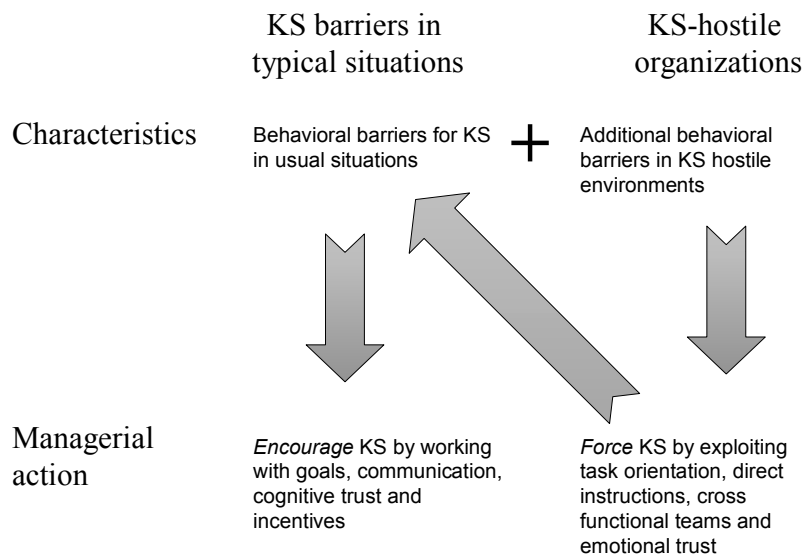 KS barriers in
typical situations
KS-hostile
organizations
Characteristics
Behavioral barriers for KS
in usual situations
+
Additional behavioral
barriers in KS hostile
environments
Managerial
action
Encourage KS by working
with goals, communication,
cognitive trust and
incentives
Force KS by exploiting
task orientation, direct
instructions, cross
functional teams and
emotional trust